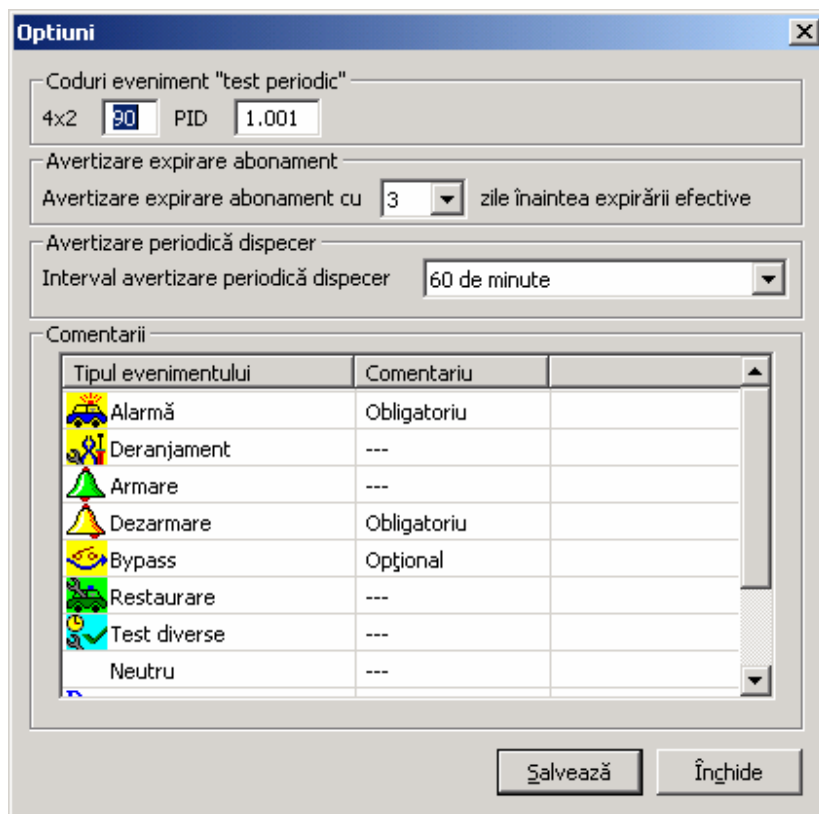 Optiuni
Coduri eveniment "test periodic"
4x2 90 PID 1.001
Avertizare expirare abonament
Avertizare expirare abonament cu 3 zile înaintea expirării efective
Avertizare periodică dispecer
Interval avertizare periodică dispecer 60 de minute
Comentarii
Tipul evenimentului Comentariu
Alarmă Obligatoriu
Deranjament ---
Armare ---
Dezarmare Obligatoriu
Bypass Opţional
Restaurare ---
Test diverse ---
Neutru ---
Salvează Închide